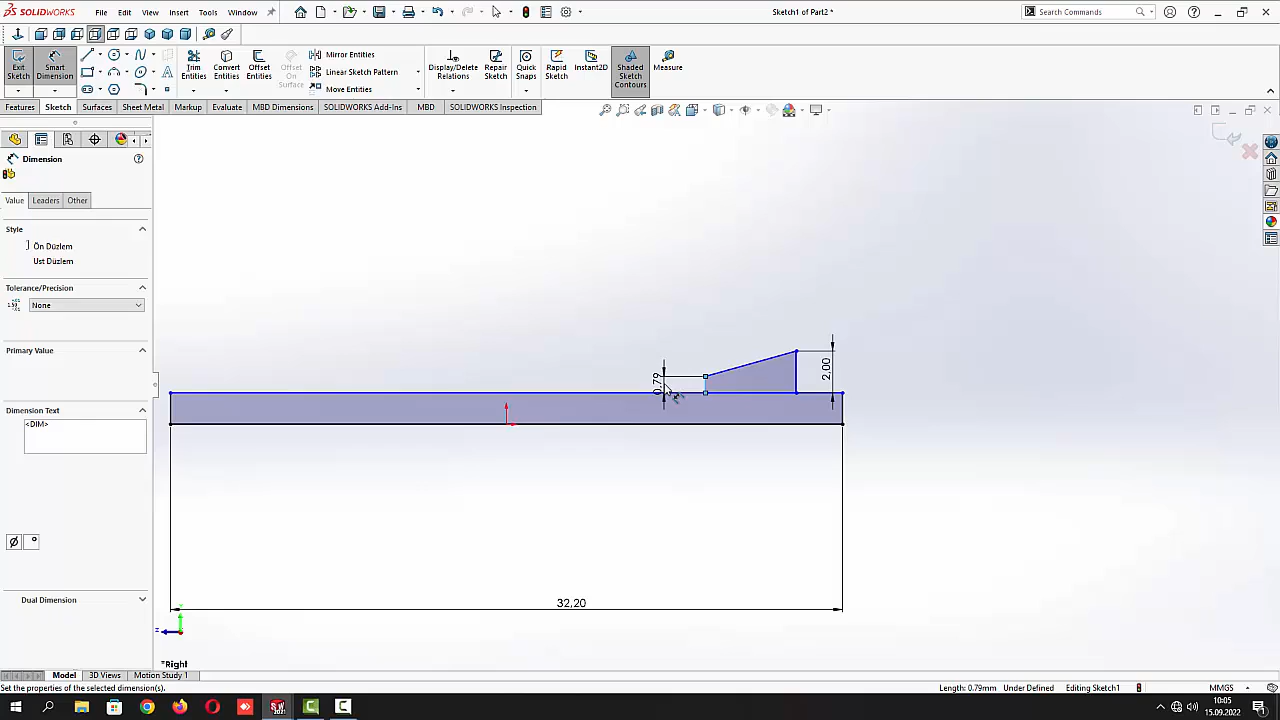 SOLIDWORKS File Edit View Insert Tools Window Sketch1 of Part2 * Search Commands
Exit Sketch
Smart Dimension
Trim Entities
Convert Entities
Offset Entities
Offset On Surface
Mirror Entities
Linear Sketch Pattern
Move Entities
Display/Delete Relations
Repair Sketch
Quick Snaps
Rapid Sketch
Instant2D
Shaded Sketch Contours
Measure
Features Sketch Surfaces Sheet Metal Markup Evaluate MBD Dimensions SOLIDWORKS Add-Ins MBD SOLIDWORKS Inspection
Dimension
Value Leaders Other
Style
Ön Düzlem
Ust Düzlem
Tolerance/Precision
None
Primary Value
Dimension Text
<DIM>
Dual Dimension
0,79
2,00
32,20
*Right
Model 3D Views Motion Study 1
Set the properties of the selected dimension(s). Length: 0.79mm Under Defined Editing Sketch1 MMGS
10:05
15.09.2022